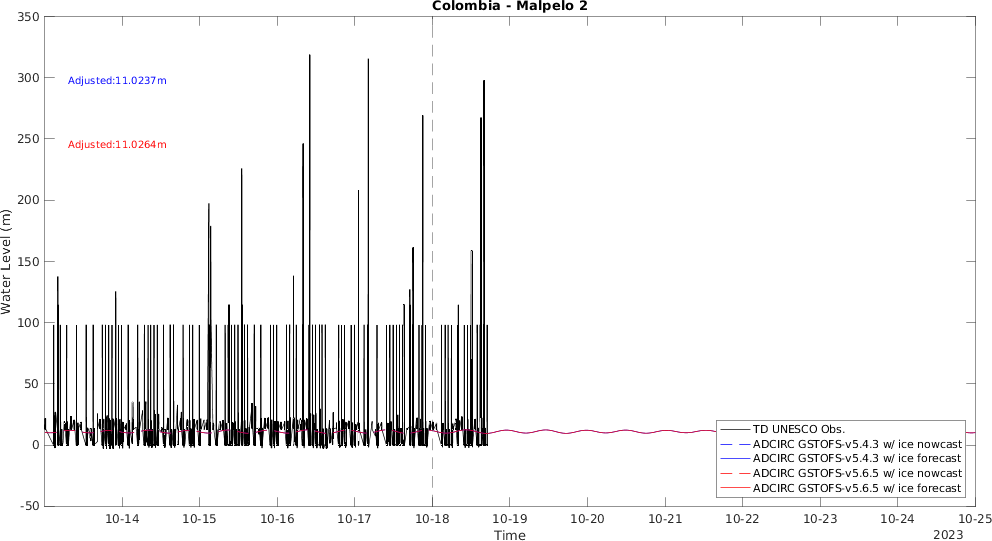 Colombia - Malpelo 2
350
300
250
200
150
100
50
0
-50
Water Level (m)
Adjusted:11.0237m
Adjusted:11.0264m
TD UNESCO Obs.
ADCIRC GSTOFS-v5.4.3 w/ ice nowcast
ADCIRC GSTOFS-v5.4.3 w/ ice forecast
ADCIRC GSTOFS-v5.6.5 w/ ice nowcast
ADCIRC GSTOFS-v5.6.5 w/ ice forecast
10-14 10-15 10-16 10-17 10-18 10-19 10-20 10-21 10-22 10-23 10-24 10-25
Time
2023